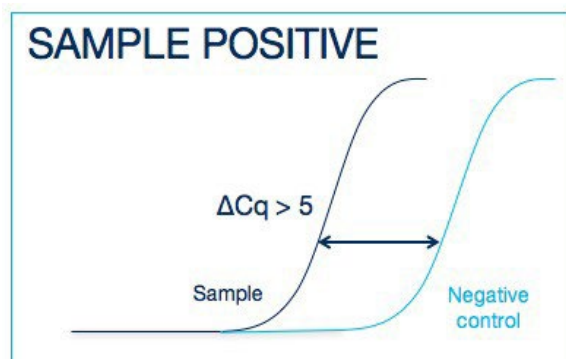 SAMPLE POSITIVE
ΔCq > 5
Sample
Negative
control